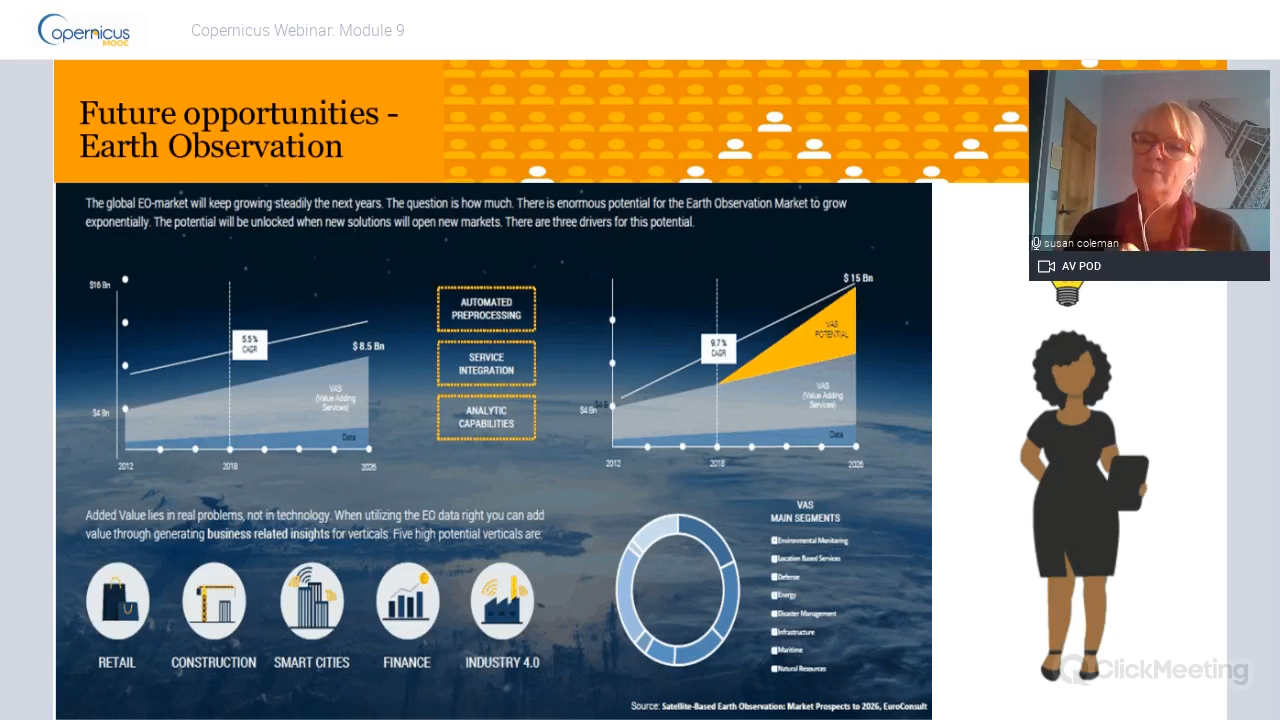 Copernicus
MOOC
Copernicus Webinar: Module 9
Future opportunities -
Earth Observation
susan coleman
AV POD
The global EO-market will keep growing steadily the next years. The question is how much. There is enormous potential for the Earth Observation Market to grow
exponentially. The potential will be unlocked when new solutions will open new markets. There are three drivers for this potential.
$16 Bn
5.5%
CAGR
$ 8.5 Bn
VAS
(Value Adding
Services)
$4 Bn
Data
2012
2018
2026
AUTOMATED
PREPROCESSING
SERVICE
INTEGRATION
ANALYTIC
CAPABILITIES
$ 15 Bn
VAS
POTENTIAL
9.7%
CAGR
VAS
(Value Adding
Services)
$4 Bn
Data
2012
2018
2026
Added Value lies in real problems, not in technology. When utilizing the EO data right you can add
value through generating business related insights for verticals. Five high potential verticals are:
RETAIL
CONSTRUCTION
SMART CITIES
FINANCE
INDUSTRY 4.0
VAS
MAIN SEGMENTS
Environmental Monitoring
Location Based Services
Defense
Energy
Disaster Management
Infrastructure
Maritime
Natural Resources
Source: Satellite-Based Earth Observation: Market Prospects to 2026, EuroConsult
ClickMeeting